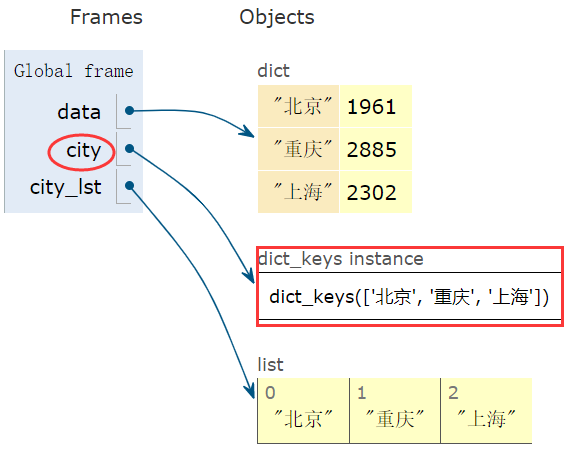 Frames Objects
Global frame
data
city
city_lst
dict
"北京" 1961
"重庆" 2885
"上海" 2302
dict_keys instance
dict_keys(['北京', '重庆', '上海'])
list
0 1 2
"北京" "重庆" "上海"